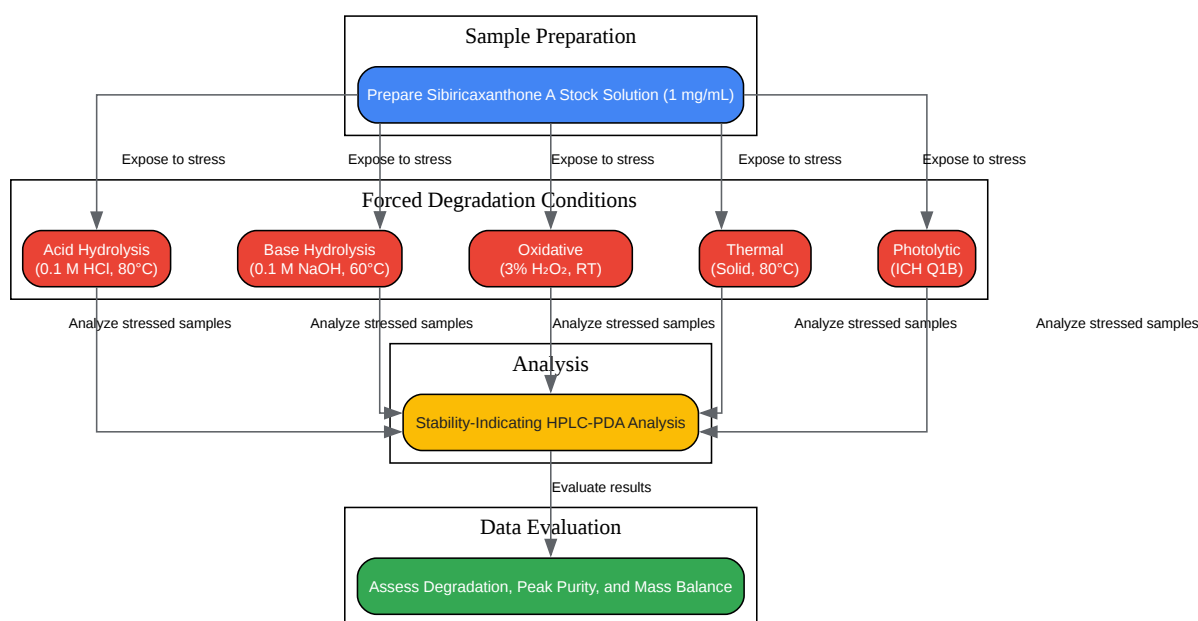 Sample Preparation
Prepare Sibiricaxanthone A Stock Solution (1 mg/mL)
Expose to stress
Expose to stress
Expose to stress
Expose to stress
Expose to stress
Forced Degradation Conditions
Acid Hydrolysis
(0.1 M HCl, 80°C)
Base Hydrolysis
(0.1 M NaOH, 60°C)
Oxidative
(3% H₂O₂, RT)
Thermal
(Solid, 80°C)
Photolytic
(ICH Q1B)
Analyze stressed samples
Analyze stressed samples
Analyze stressed samples
Analyze stressed samples
Analyze stressed samples
Analysis
Stability-Indicating HPLC-PDA Analysis
Evaluate results
Data Evaluation
Assess Degradation, Peak Purity, and Mass Balance